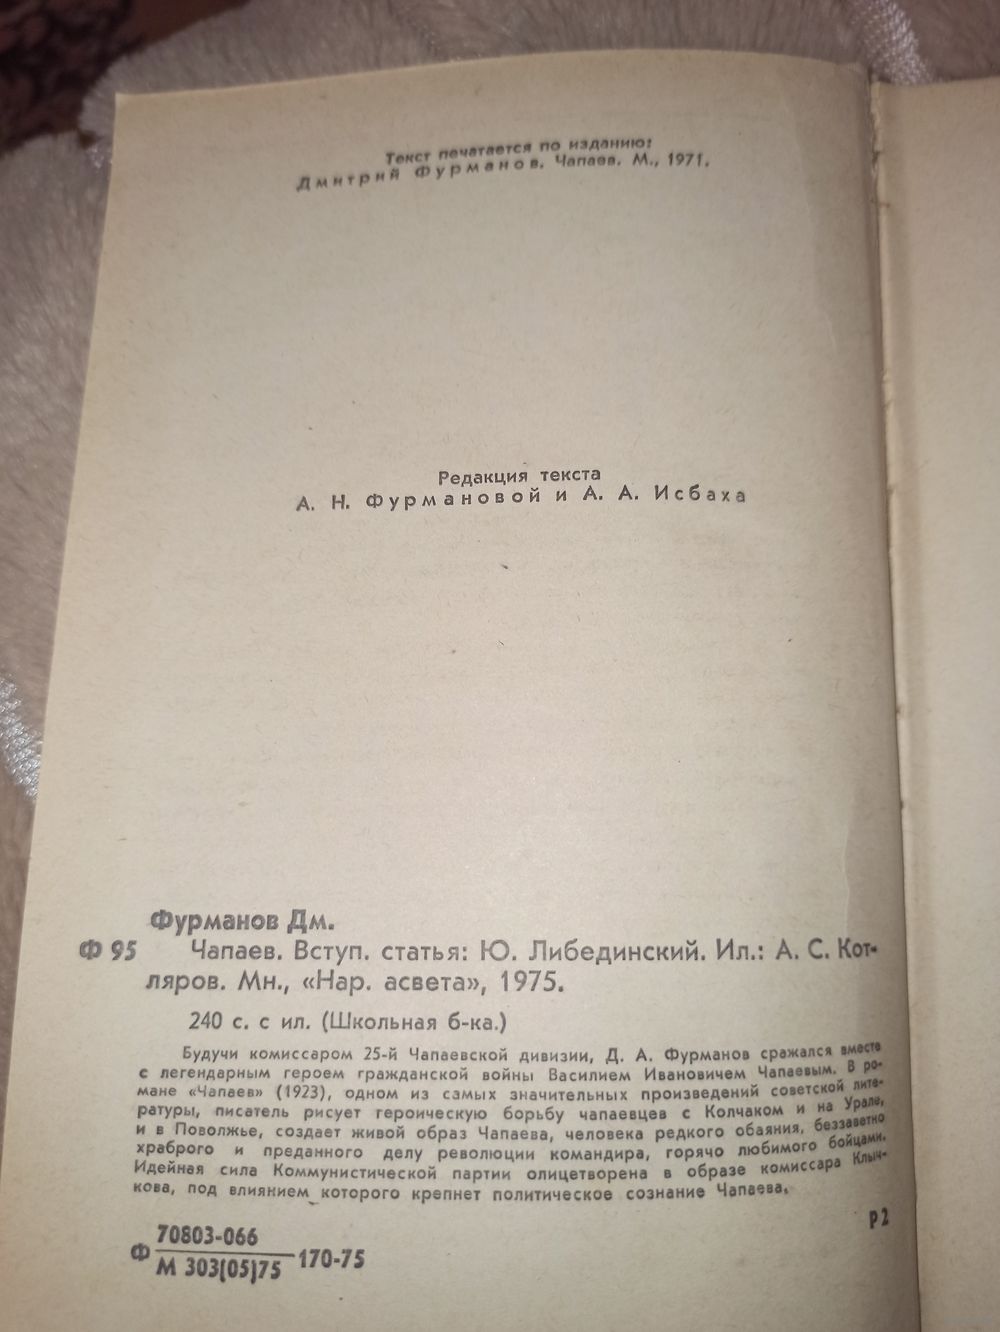 Текст печатается по изданию:
Дмитрий Фурманов. Чапаев. М., 1971.
Редакция текста
А. Н. Фурмановой и А. А. Исбаха
Фурманов Дм.
Ф 95 Чапаев. Вступ. статья: Ю. Либединский. Ил.: А. С. Кот-
ляров. Мн., «Нар. асвета», 1975.
240 с. с ил. (Школьная б-ка.)
Будучи комиссаром 25-й Чапаевской дивизии, Д. А. Фурманов сражался вместе
с легендарным героем гражданской войны Василием Ивановичем Чапаевым. В ро-
мане «Чапаев» (1923), одном из самых значительных произведений советской лите-
ратуры, писатель рисует героическую борьбу чапаевцев с Колчаком и на Урале,
и в Поволжье, создает живой образ Чапаева, человека редкого обаяния, беззаветно
храброго и преданного делу революции командира, горячо любимого бойцами.
Идейная сила Коммунистической партии олицетворена в образе комиссара Клыч-
кова, под влиянием которого крепнет политическое сознание Чапаева.
Р2
70803-066
Ф 170-75
М 303(05)75